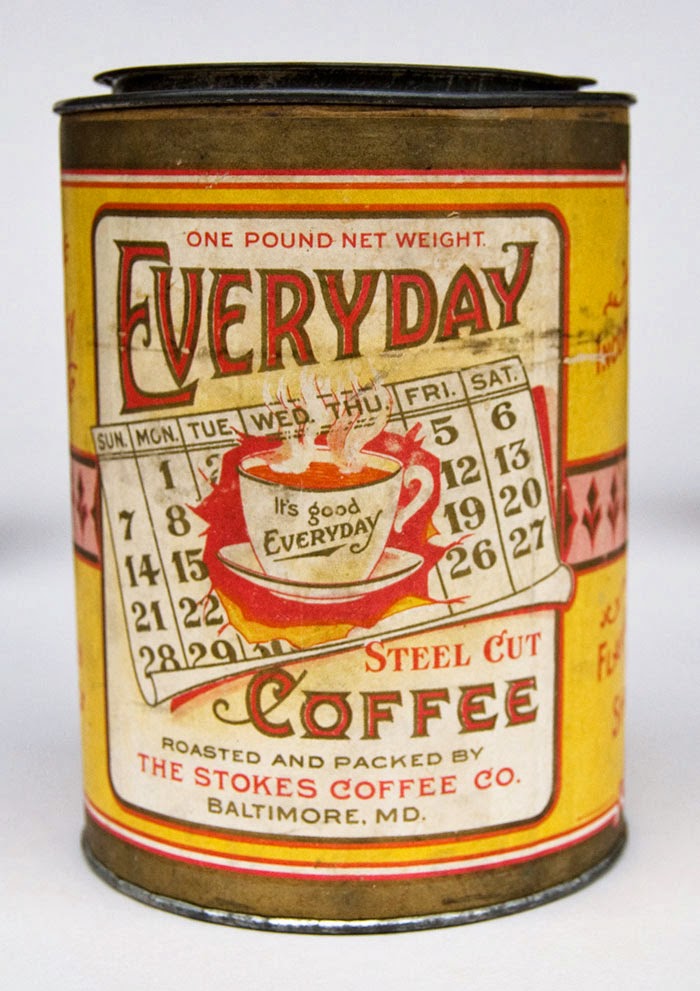 ONE POUND NET WEIGHT.
EVERYDAY
SUN. MON. TUE WED. THU. FRI. SAT.
1 5 6
7 8 12 13
14 15 19 20
21 22 26 27
28 29
It's good
EVERYDAY
STEEL CUT
COFFEE
ROASTED AND PACKED BY
THE STOKES COFFEE CO.
BALTIMORE, MD.